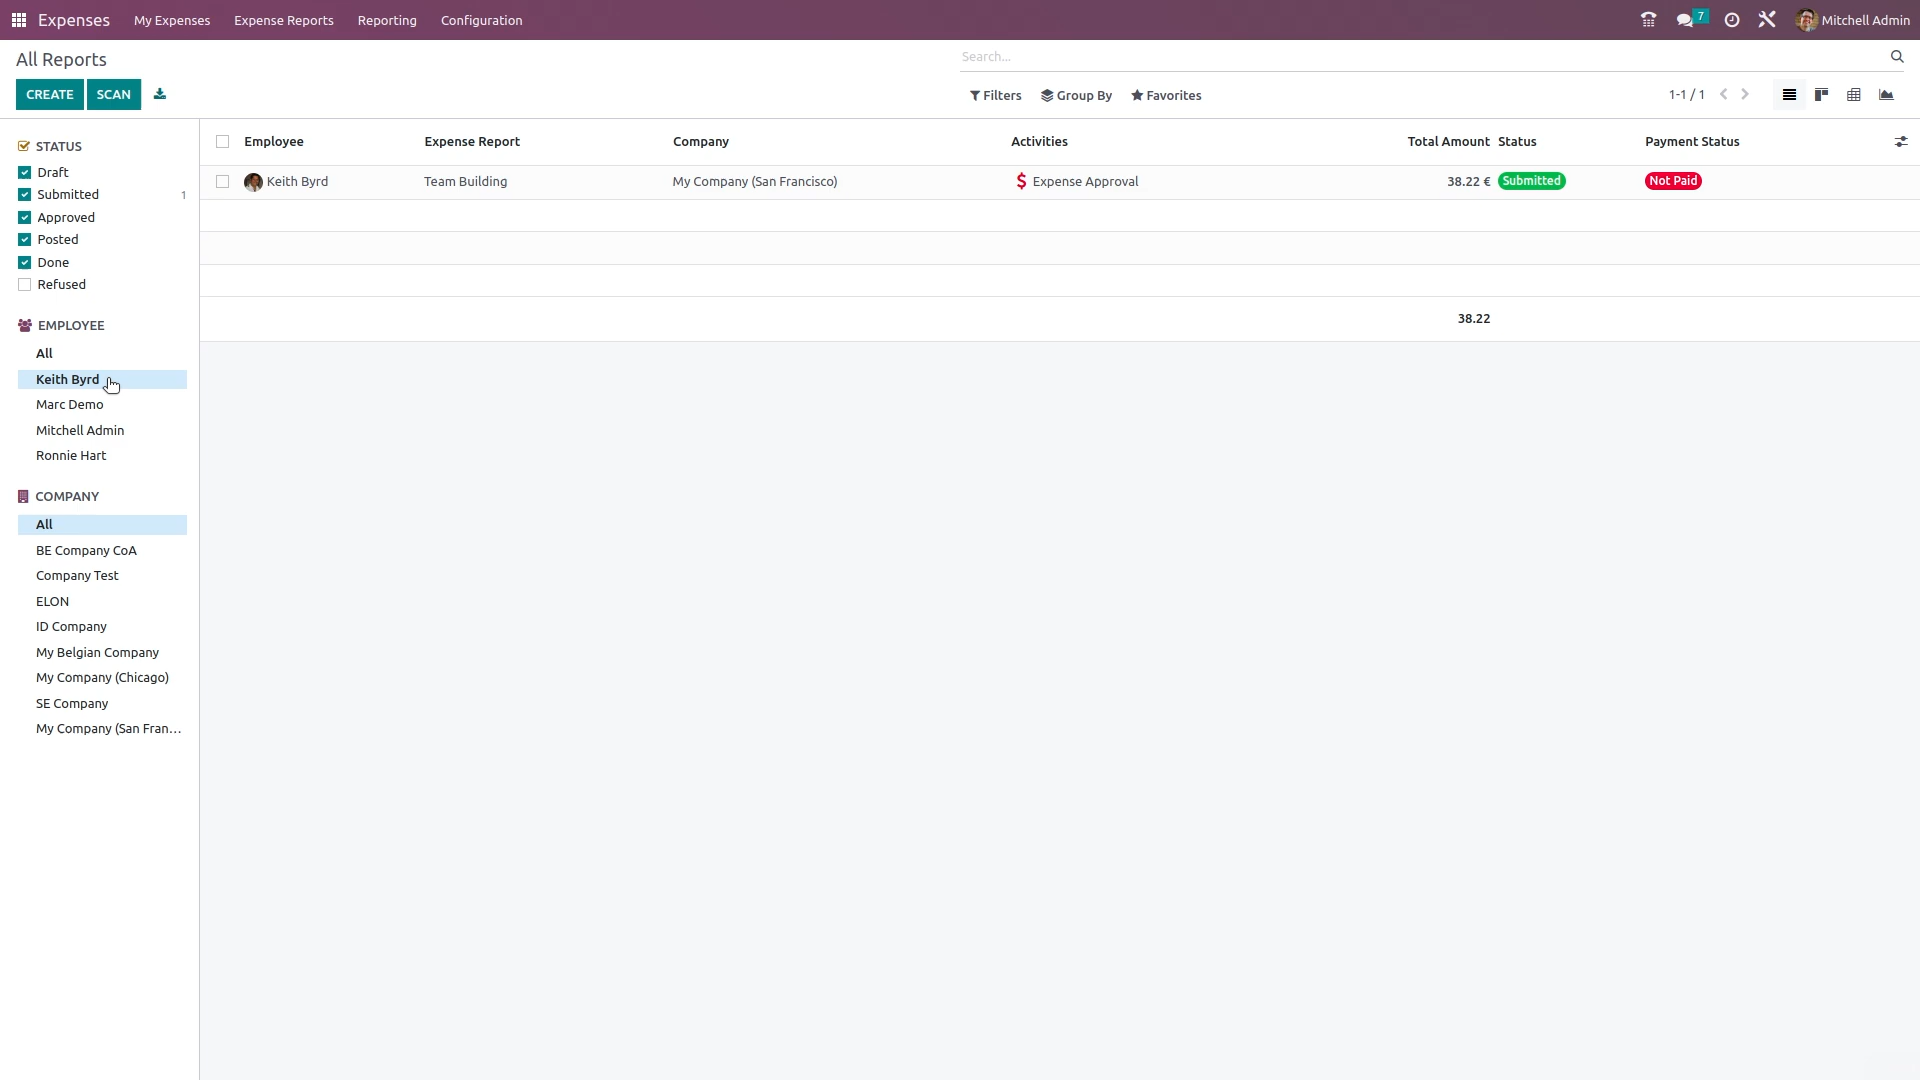 Expenses My Expenses Expense Reports Reporting Configuration 7 Mitchell Admin
All Reports Search...
CREATE SCAN Filters Group By Favorites 1-1 / 1
STATUS
Draft
Submitted 1
Approved
Posted
Done
Refused
EMPLOYEE
All
Keith Byrd
Marc Demo
Mitchell Admin
Ronnie Hart
COMPANY
All
BE Company CoA
Company Test
ELON
ID Company
My Belgian Company
My Company (Chicago)
SE Company
My Company (San Fran...
Employee Expense Report Company Activities Total Amount Status Payment Status
Keith Byrd Team Building My Company (San Francisco) $ Expense Approval 38.22 € Submitted Not Paid
38.22